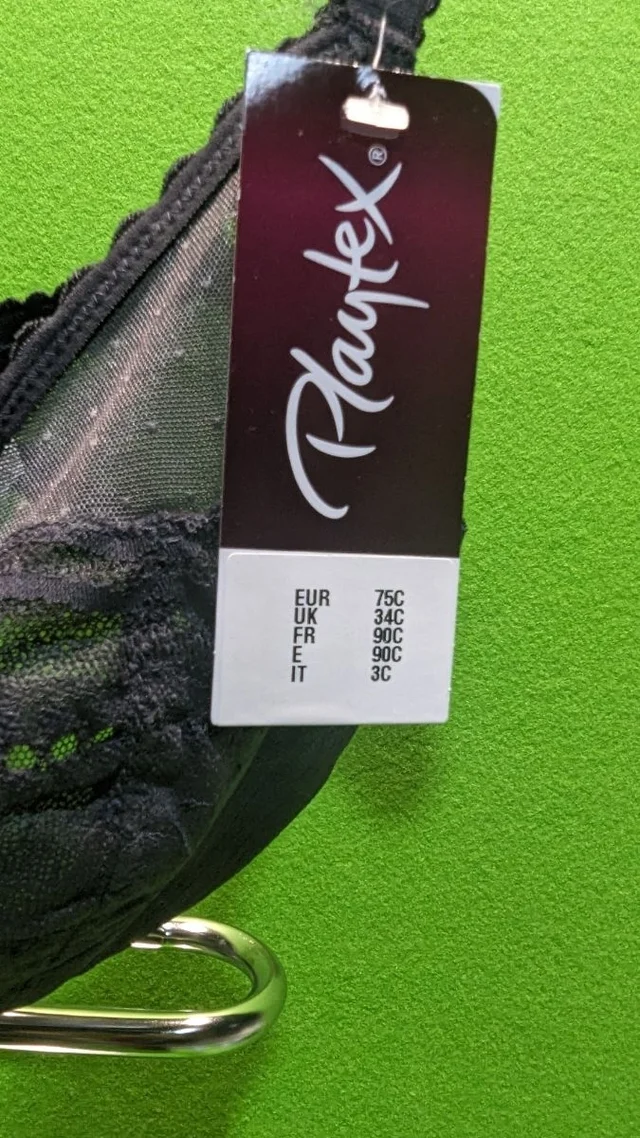 Playtex®
EUR 75C
UK 34C
FR 90C
E 90C
IT 3C